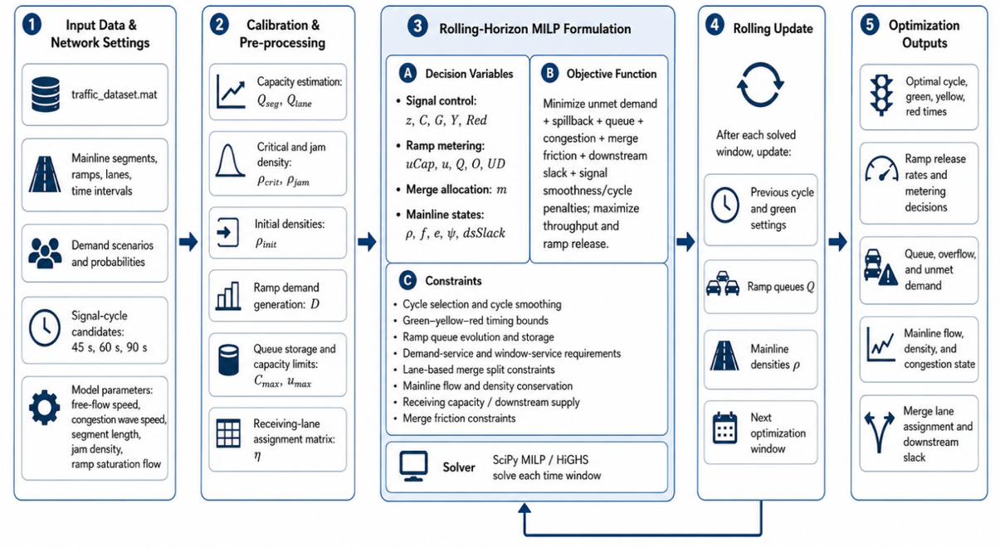 1
Input Data &
Network Settings
traffic_dataset.mat
Mainline segments,
ramps, lanes,
time intervals
Demand scenarios
and probabilities
Signal-cycle
candidates:
45 s, 60 s, 90 s
Model parameters:
free-flow speed,
congestion wave speed,
segment length,
jam density,
ramp saturation flow
2
Calibration &
Pre-processing
Capacity estimation:
Q_seg, Q_lane
Critical and jam
density:
ρ_crit, ρ_jam
Initial densities:
ρ_init
Ramp demand
generation: D
Queue storage and
capacity limits:
C_max, u_max
Receiving-lane
assignment matrix:
η
3 Rolling-Horizon MILP Formulation
A Decision Variables
• Signal control:
z, C, G, Y, Red
• Ramp metering:
uCap, u, Q, O, UD
• Merge allocation: m
• Mainline states:
ρ, f, e, ψ, dsSlack
B Objective Function
Minimize unmet demand
+ spillback + queue +
congestion + merge
friction + downstream
slack + signal
smoothness/cycle
penalties; maximize
throughput and
ramp release.
C Constraints
• Cycle selection and cycle smoothing
• Green–yellow–red timing bounds
• Ramp queue evolution and storage
• Demand-service and window-service requirements
• Lane-based merge split constraints
• Mainline flow and density conservation
• Receiving capacity / downstream supply
• Merge friction constraints
Solver
SciPy MILP / HiGHS
solve each time window
4 Rolling Update
After each solved
window, update:
Previous cycle
and green
settings
Ramp queues Q
Mainline
densities ρ
Next
optimization
window
5 Optimization
Outputs
Optimal cycle,
green, yellow,
red times
Ramp release
rates and
metering
decisions
Queue, overflow,
and unmet
demand
Mainline flow,
density, and
congestion state
Merge lane
assignment and
downstream
slack